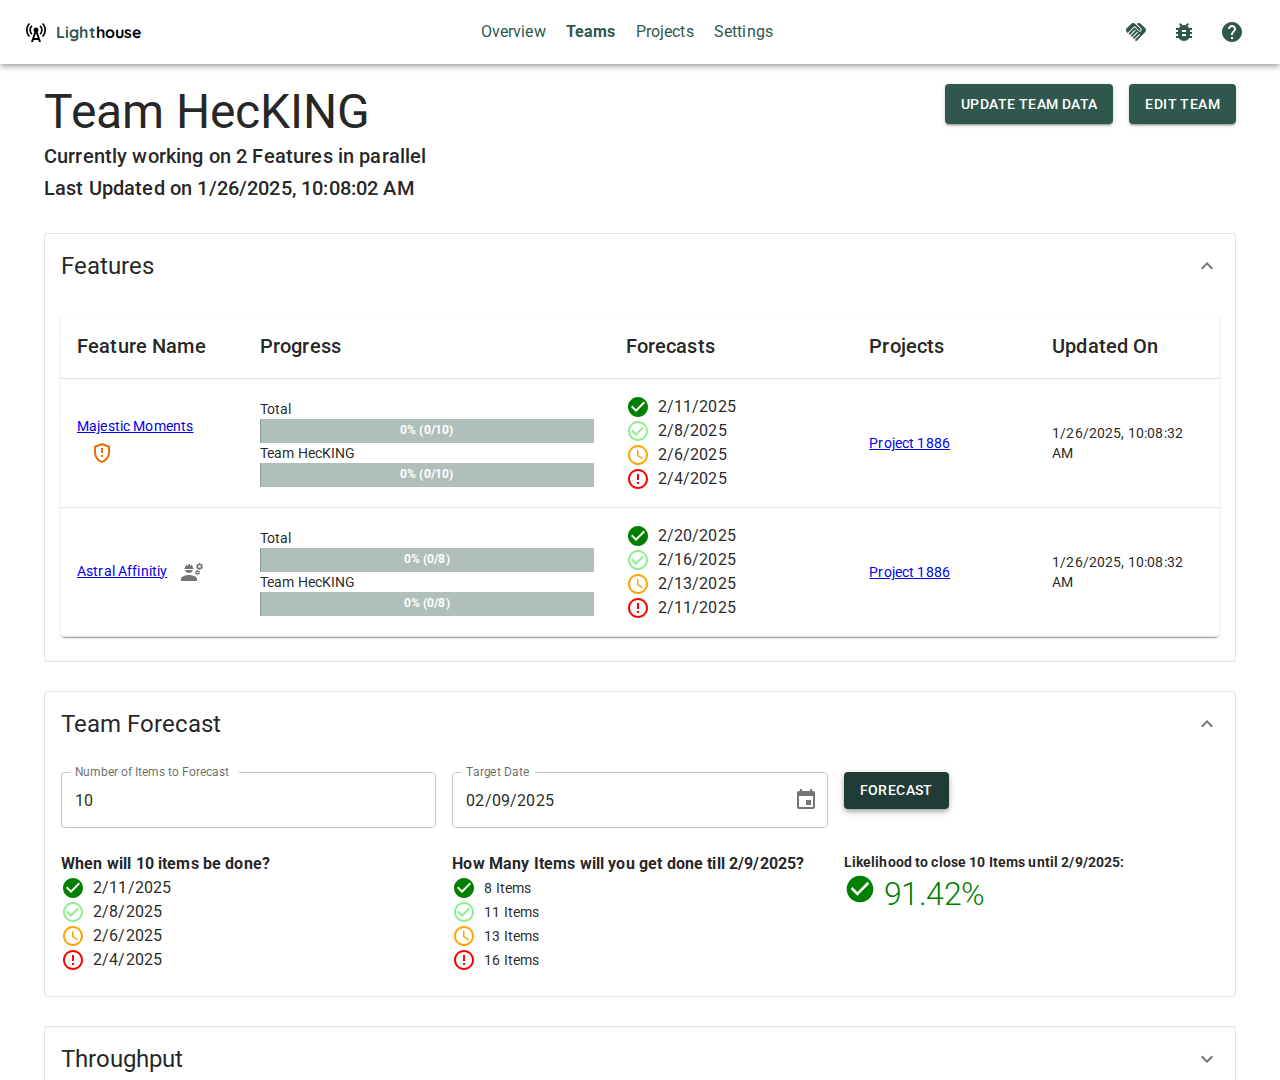 Lighthouse
Overview Teams Projects Settings
Team HecKING
UPDATE TEAM DATA
EDIT TEAM
Currently working on 2 Features in parallel
Last Updated on 1/26/2025, 10:08:02 AM
Features
Feature Name Progress Forecasts Projects Updated On
Majestic Moments
Total
0% (0/10)
Team HecKING
0% (0/10)
2/11/2025
2/8/2025
2/6/2025
2/4/2025
Project 1886
1/26/2025, 10:08:32
AM
Astral Affinitiy
Total
0% (0/8)
Team HecKING
0% (0/8)
2/20/2025
2/16/2025
2/13/2025
2/11/2025
Project 1886
1/26/2025, 10:08:32
AM
Team Forecast
Number of Items to Forecast
10
Target Date
02/09/2025
FORECAST
When will 10 items be done?
2/11/2025
2/8/2025
2/6/2025
2/4/2025
How Many Items will you get done till 2/9/2025?
8 Items
11 Items
13 Items
16 Items
Likelihood to close 10 Items until 2/9/2025:
91.42%
Throughput